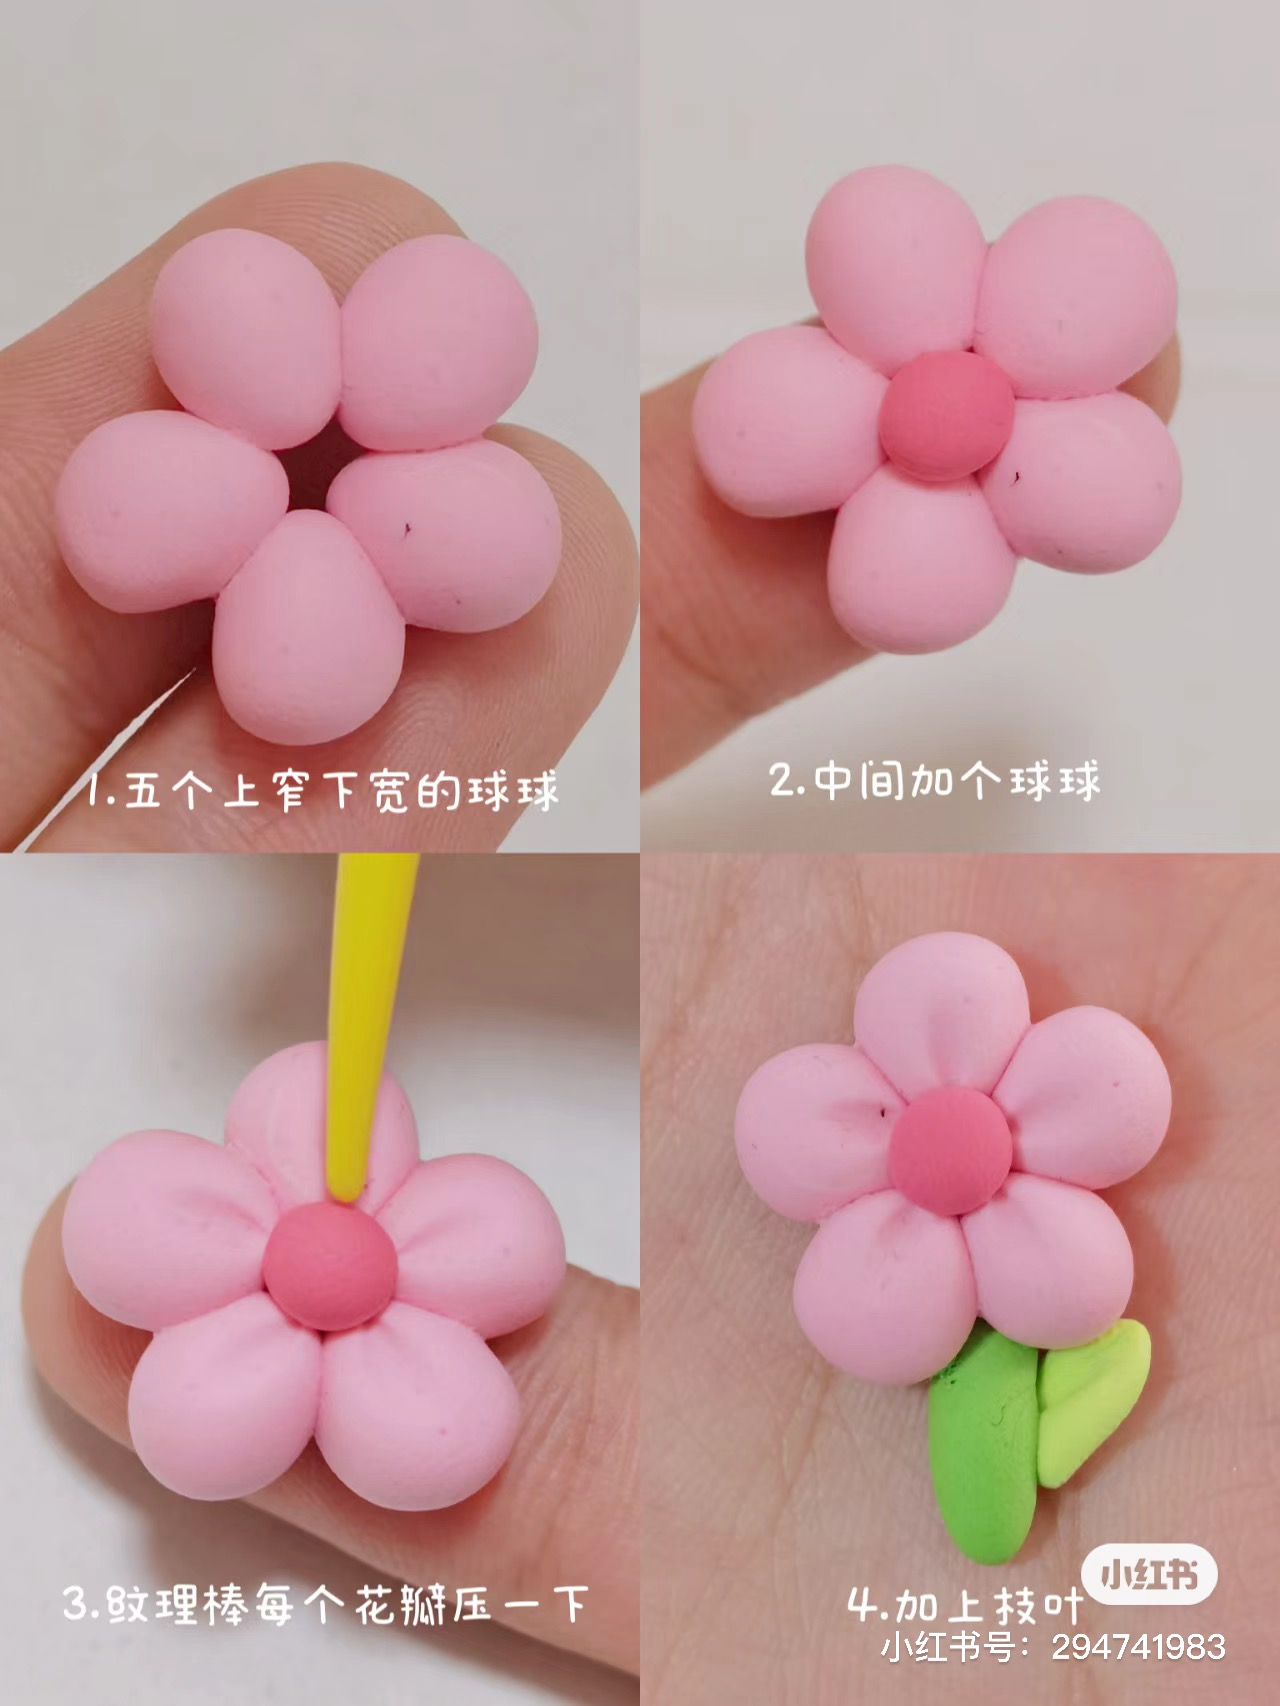 1.五个上窄下宽的球球
2.中间加个球球
3.纹理棒每个花瓣压一下
4.加上枝叶
小红书
小红书号：294741983